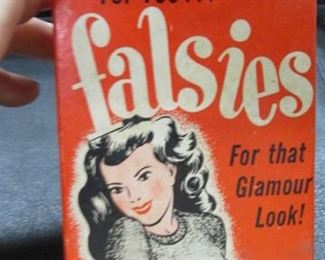 falsies
For that
Glamour
Look!